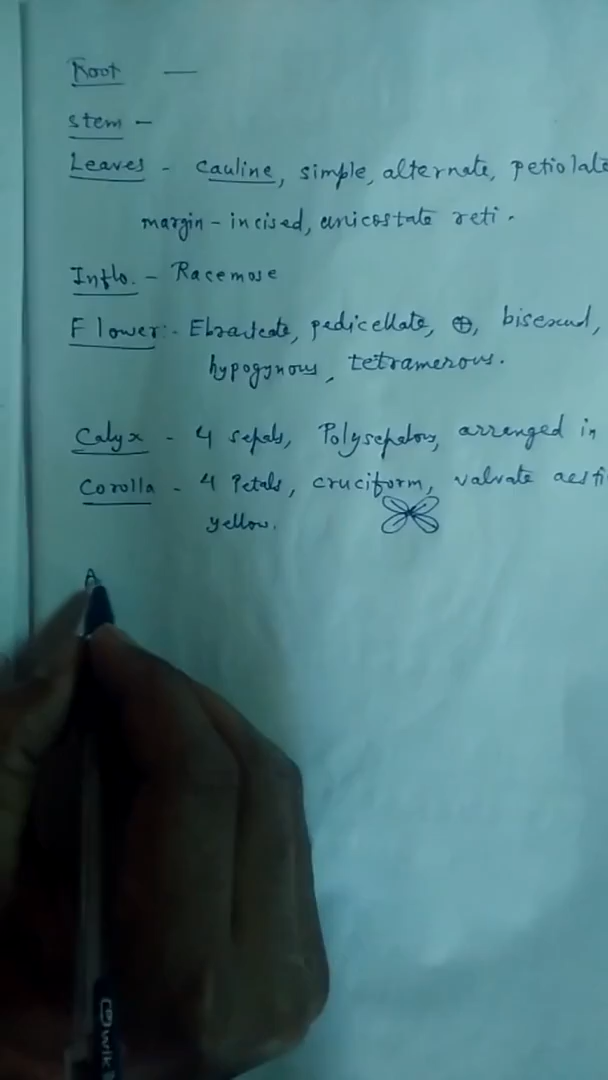 Root —
Stem -
Leaves - cauline, simple, alternate, petiolate
margin - incised, unicostate reti.
Inflo. - Racemose
Flower :- Ebracteate, pedicellate, ⊕, bisexual,
hypogynous, tetramerous.
Calyx - 4 sepals, Polysepalous, arranged in
Corolla - 4 Petals, cruciform, valvate aesti
yellow.
A